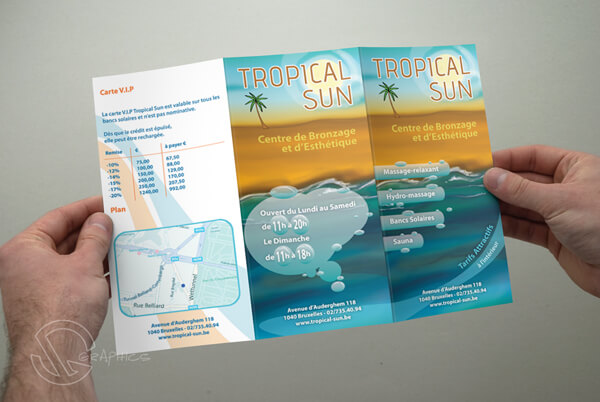 Carte V.I.P
La carte V.I.P Tropical Sun est valable sur tous les
bancs solaires et n'est pas nominative.
Dès que le crédit est épuisé,
elle peut être rechargée.
Remise € à payer €
-10% 75,00 67,50
-12% 100,00 88,00
-14% 150,00 129,00
-15% 200,00 170,00
-17% 250,00 207,50
-20% 1240,00 992,00
Plan
Rue Belliard
Avenue d'Auderghem 118
1040 Bruxelles - 02/735.40.94
www.tropical-sun.be
TROPICAL
SUN
Centre de Bronzage
et d'Esthétique
Ouvert du Lundi au Samedi
de 11h à 20h
Le Dimanche
de 11h à 18h
Avenue d'Auderghem 118
1040 Bruxelles - 02/735.40.94
www.tropical-sun.be
TROPICAL
SUN
Centre de Bronzage
et d'Esthétique
Massage-relaxant
Hydro-massage
Bancs Solaires
Sauna
Tarifs Attractifs
à l'intérieur
Avenue d'Auderghem 118
1040 Bruxelles - 02/735.40.94
www.tropical-sun.be
GRAPHICS